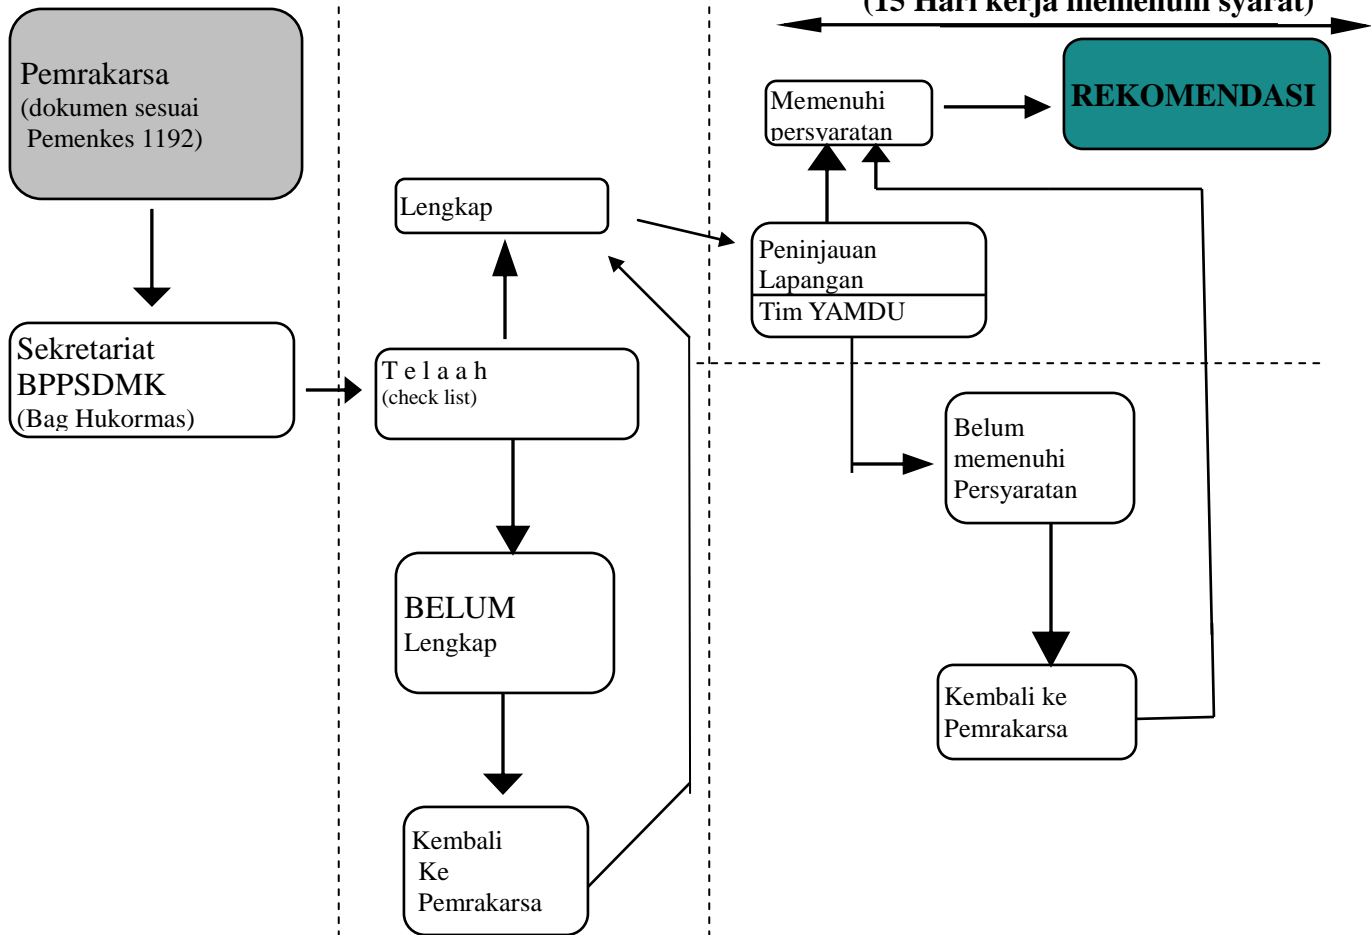 (15 Hari kerja memenuhi syarat)
Pemrakarsa
(dokumen sesuai
Pemenkes 1192)
Sekretariat
BPPSDMK
(Bag Hukormas)
Lengkap
T e l a a h
(check list)
BELUM
Lengkap
Kembali
Ke
Pemrakarsa
Memenuhi
persyaratan
REKOMENDASI
Peninjauan
Lapangan
Tim YAMDU
Belum
memenuhi
Persyaratan
Kembali ke
Pemrakarsa